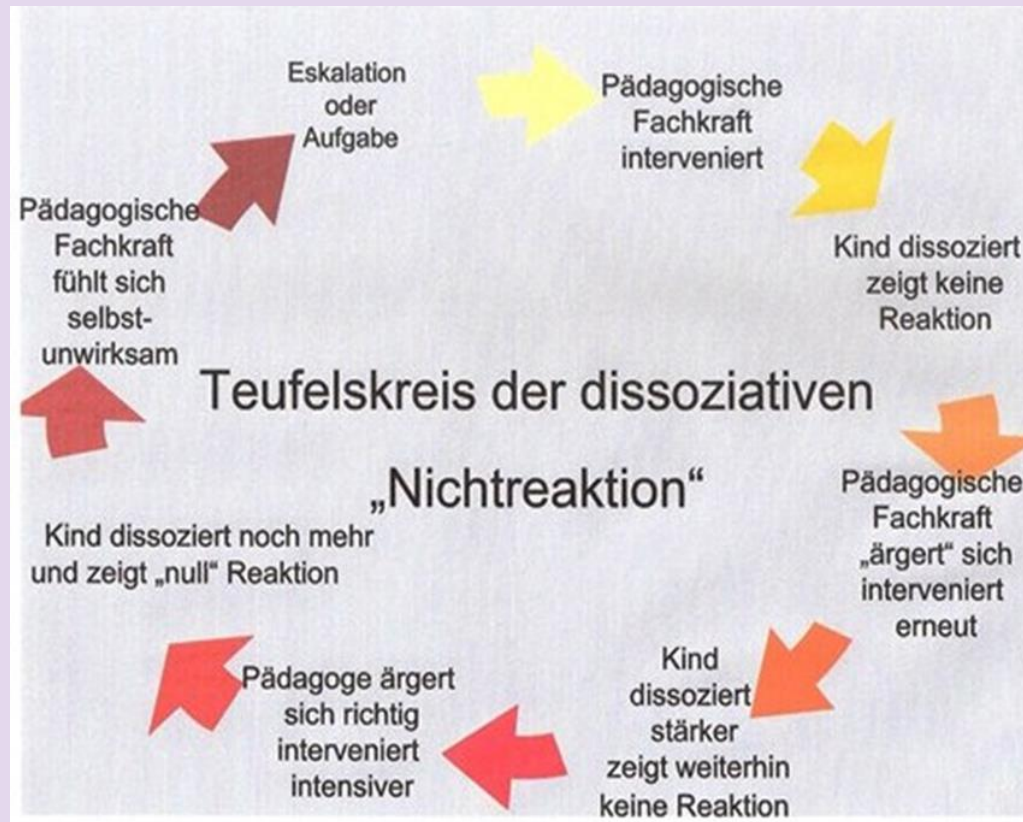 Eskalation
oder
Aufgabe
Pädagogische
Fachkraft
interveniert
Kind dissoziert
zeigt keine
Reaktion
Pädagogische
Fachkraft
„ärgert“ sich
interveniert
erneut
Kind
dissoziert
stärker
zeigt weiterhin
keine Reaktion
Pädagoge ärgert
sich richtig
interveniert
intensiver
Kind dissoziert noch mehr
und zeigt „null“ Reaktion
Pädagogische
Fachkraft
fühlt sich
selbst-
unwirksam
Teufelskreis der dissoziativen
„Nichtreaktion“